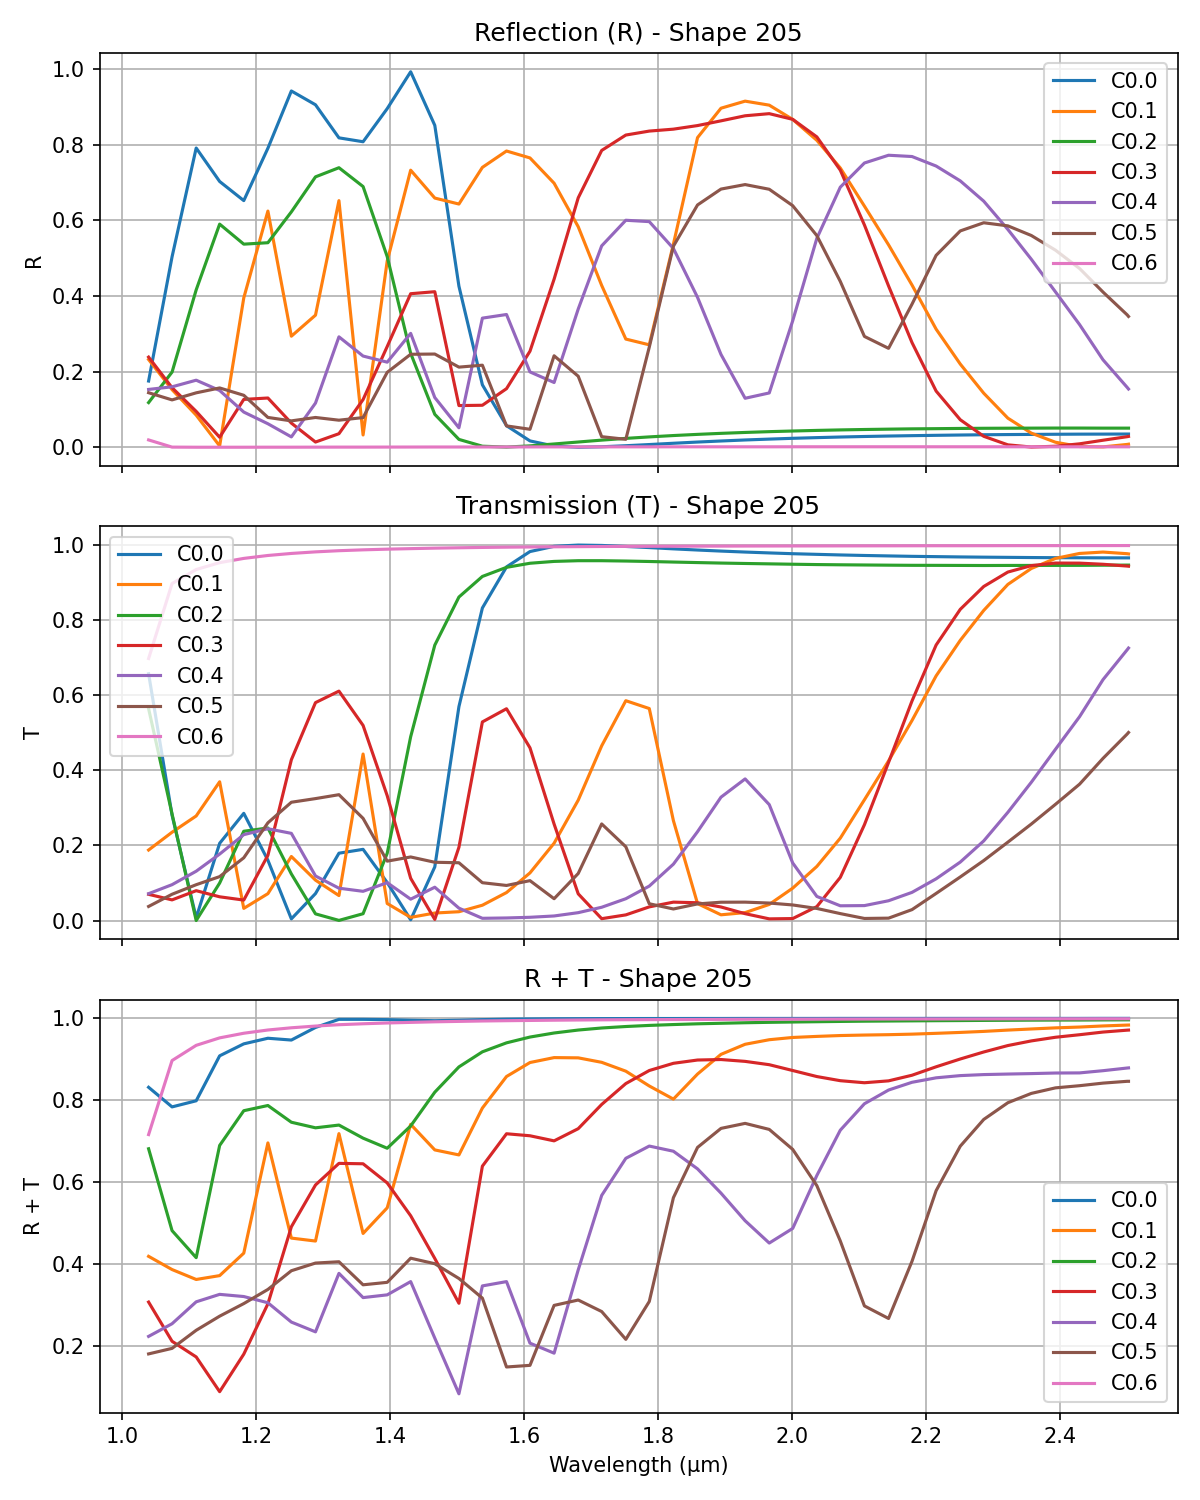 Reflection (R) - Shape 205
1.0
0.8
0.6
0.4
0.2
0.0
R
C0.0
C0.1
C0.2
C0.3
C0.4
C0.5
C0.6
Transmission (T) - Shape 205
1.0
0.8
0.6
0.4
0.2
0.0
T
C0.0
C0.1
C0.2
C0.3
C0.4
C0.5
C0.6
R + T - Shape 205
1.0
0.8
0.6
0.4
0.2
R + T
C0.0
C0.1
C0.2
C0.3
C0.4
C0.5
C0.6
1.0 1.2 1.4 1.6 1.8 2.0 2.2 2.4
Wavelength (μm)